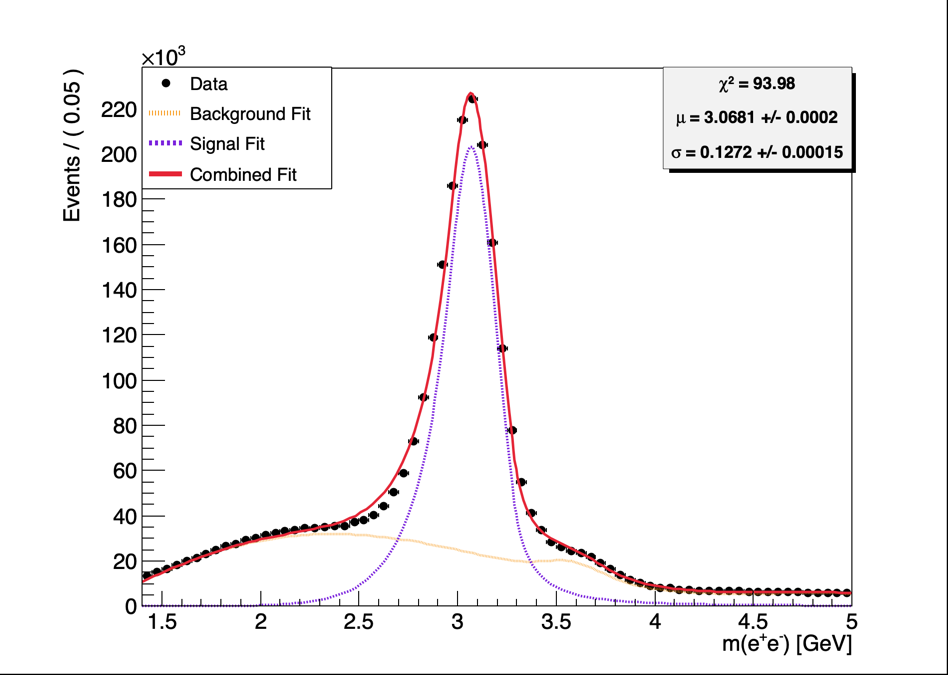 ×10³
Events / ( 0.05 )
220
200
180
160
140
120
100
80
60
40
20
0
Data
Background Fit
Signal Fit
Combined Fit
χ² = 93.98
μ = 3.0681 +/- 0.0002
σ = 0.1272 +/- 0.00015
1.5 2 2.5 3 3.5 4 4.5 5
m(e⁺e⁻) [GeV]